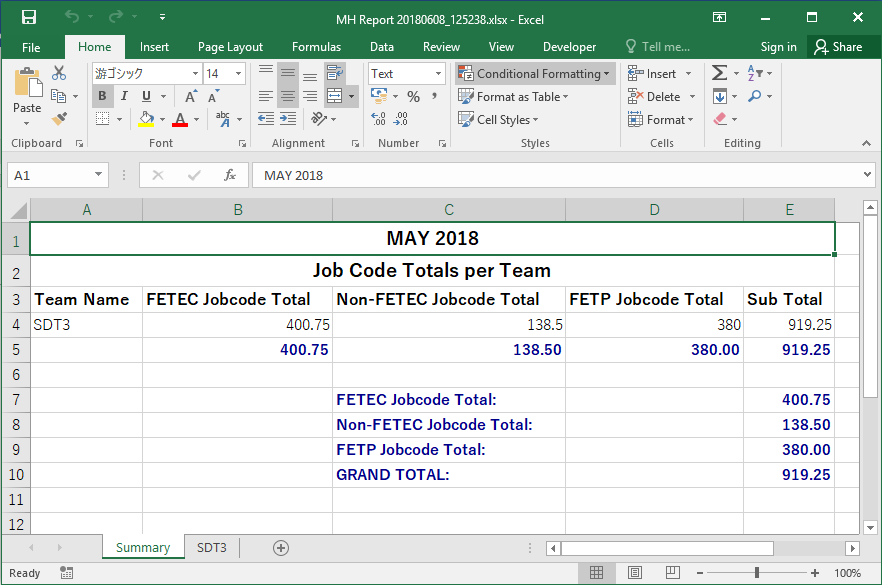 MH Report 20180608_125238.xlsx - Excel
File Home Insert Page Layout Formulas Data Review View Developer Tell me... Sign in Share
Paste
游ゴシック 14
B I U A A
A abc A
Text
% ,
.0 .00 .00 .0
Conditional Formatting
Format as Table
Cell Styles
Insert
Delete
Format
Σ A Z
Clipboard Font Alignment Number Styles Cells Editing
A1 fx MAY 2018
A B C D E
1 MAY 2018
2 Job Code Totals per Team
3 Team Name FETEC Jobcode Total Non-FETEC Jobcode Total FETP Jobcode Total Sub Total
4 SDT3 400.75 138.5 380 919.25
5 400.75 138.50 380.00 919.25
6
7 FETEC Jobcode Total: 400.75
8 Non-FETEC Jobcode Total: 138.50
9 FETP Jobcode Total: 380.00
10 GRAND TOTAL: 919.25
11
12
Summary SDT3
Ready 100%